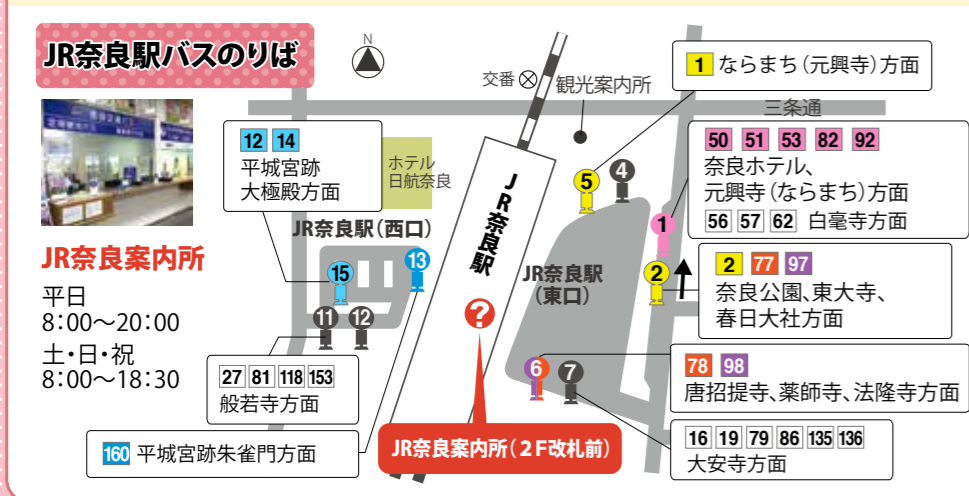 JR奈良駅バスのりば
N
交番
観光案内所
1 ならまち（元興寺）方面
三条通
12 14
平城宮跡
大極殿方面
ホテル
日航奈良
JR奈良駅
50 51 53 82 92
奈良ホテル、
元興寺（ならまち）方面
56 57 62 白毫寺方面
5
4
1
JR奈良駅（西口）
15
13
JR奈良駅
（東口）
2
2 77 97
奈良公園、東大寺、
春日大社方面
JR奈良案内所
平日
8:00〜20:00
土・日・祝
8:00〜18:30
11
12
?
6
7
27 81 118 153
般若寺方面
78 98
唐招提寺、薬師寺、法隆寺方面
160 平城宮跡朱雀門方面
JR奈良案内所（2F改札前）
16 19 79 86 135 136
大安寺方面